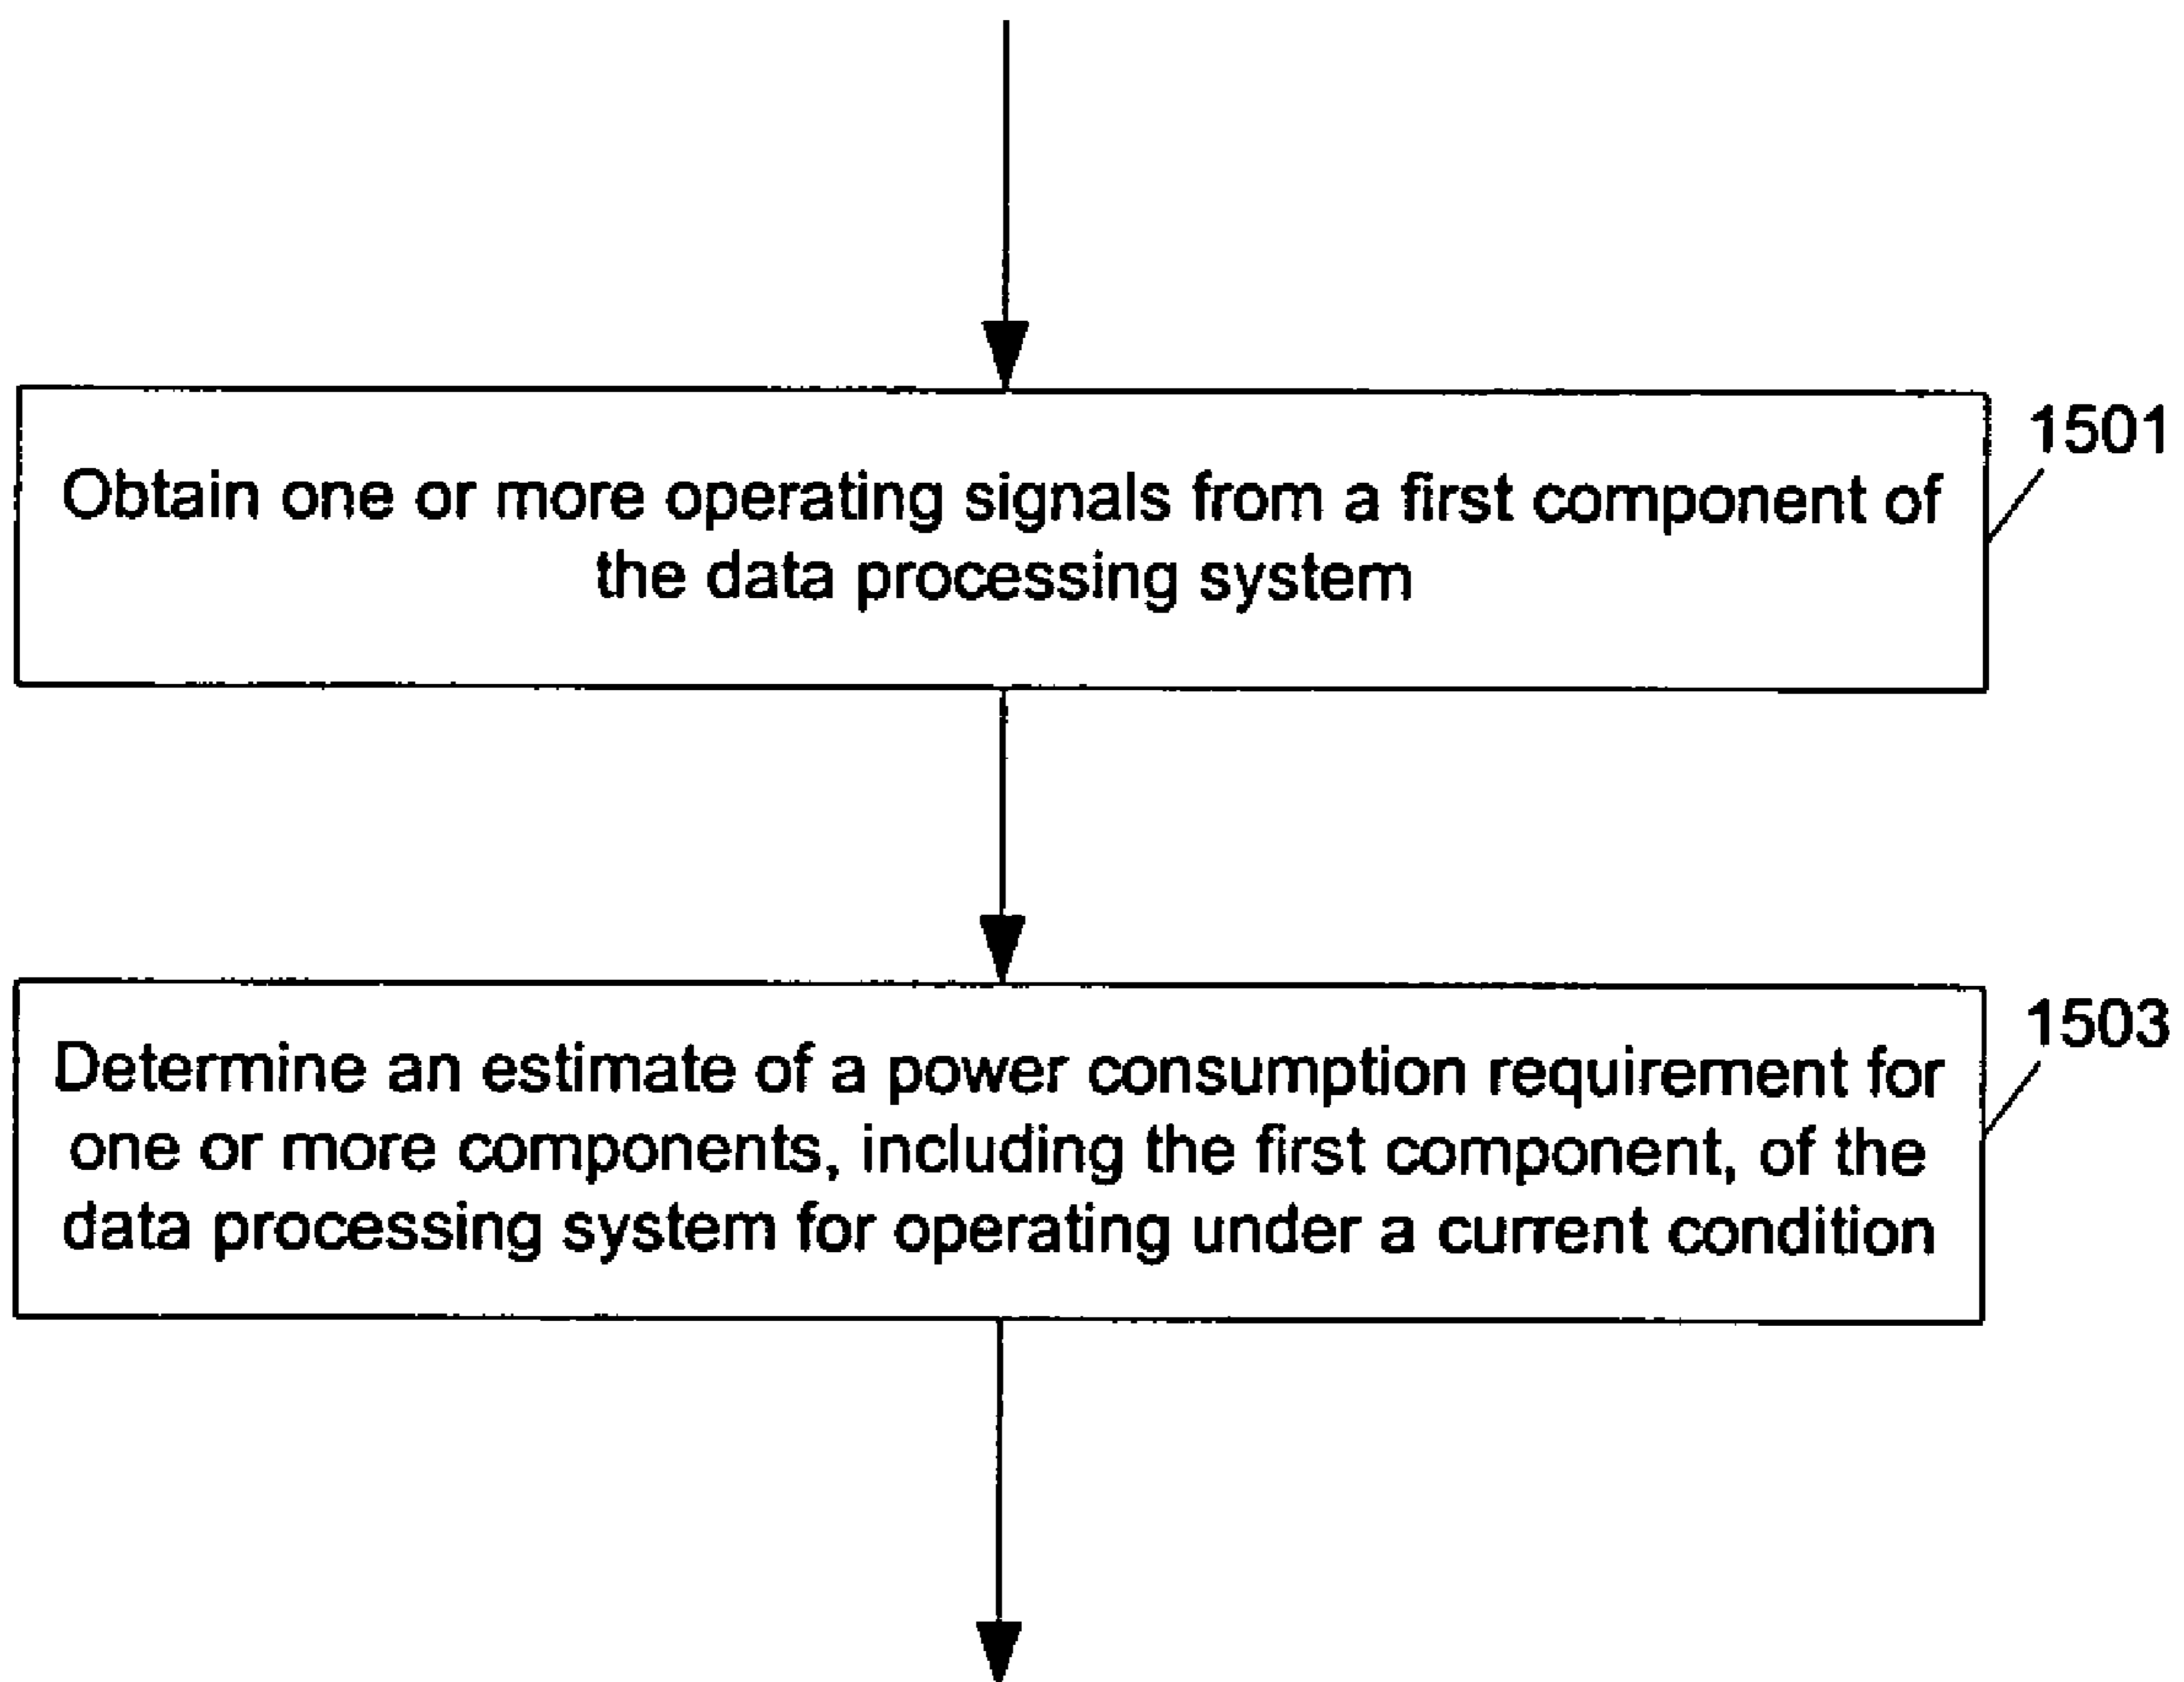 1501
Obtain one or more operating signals from a first component of
the data processing system
1503
Determine an estimate of a power consumption requirement for
one or more components, including the first component, of the
data processing system for operating under a current condition